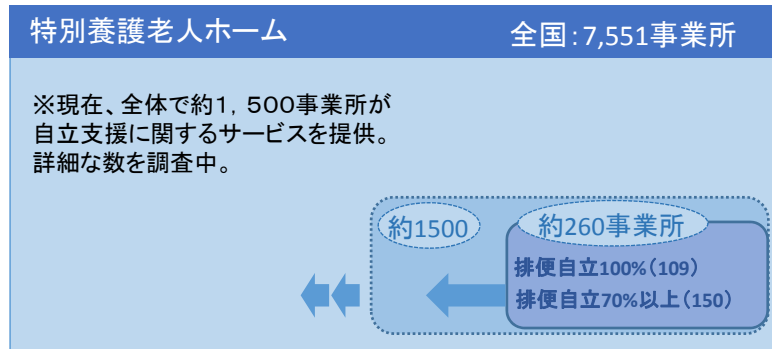 特別養護老人ホーム
全国:7,551事業所
※現在、全体で約1, 500事業所が
自立支援に関するサービスを提供。
詳細な数を調査中。
約1500
約260事業所
排便自立100%(109)
排便自立70%以上(150)